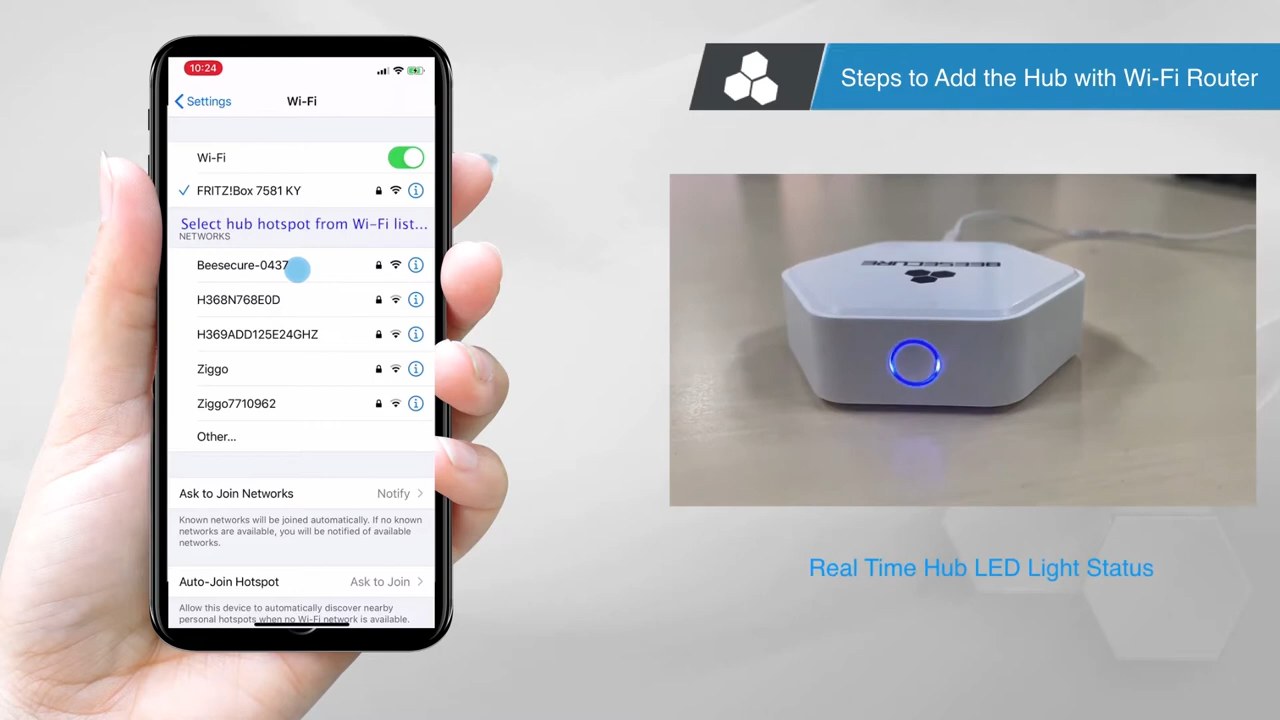 10:24
Settings
Wi-Fi
Wi-Fi
FRITZ!Box 7581 KY
Select hub hotspot from Wi-Fi list...
NETWORKS
Beesecure-0437
H368N768E0D
H369ADD125E24GHZ
Ziggo
Ziggo7710962
Other...
Ask to Join Networks Notify
Known networks will be joined automatically. If no known
networks are available, you will be notified of available
networks.
Auto-Join Hotspot Ask to Join
Allow this device to automatically discover nearby
personal hotspots when no Wi-Fi network is available.
Steps to Add the Hub with Wi-Fi Router
BEESECURE
Real Time Hub LED Light Status